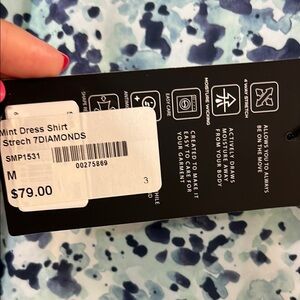 Mint Dress Shirt
Strech 7DIAMONDS
SMP1531
00275869
M
$79.00
3
4 WAY STRETCH
ALLOWS YOU TO ALWAYS
BE ON THE MOVE
MOISTURE WICKING
ACTIVELY DRAWS
MOISTURE AWAY
FROM YOUR BODY
EASY CARE
CREATED TO MAKE IT
EASY TO CARE FOR
YOUR GARMENT
WHILE